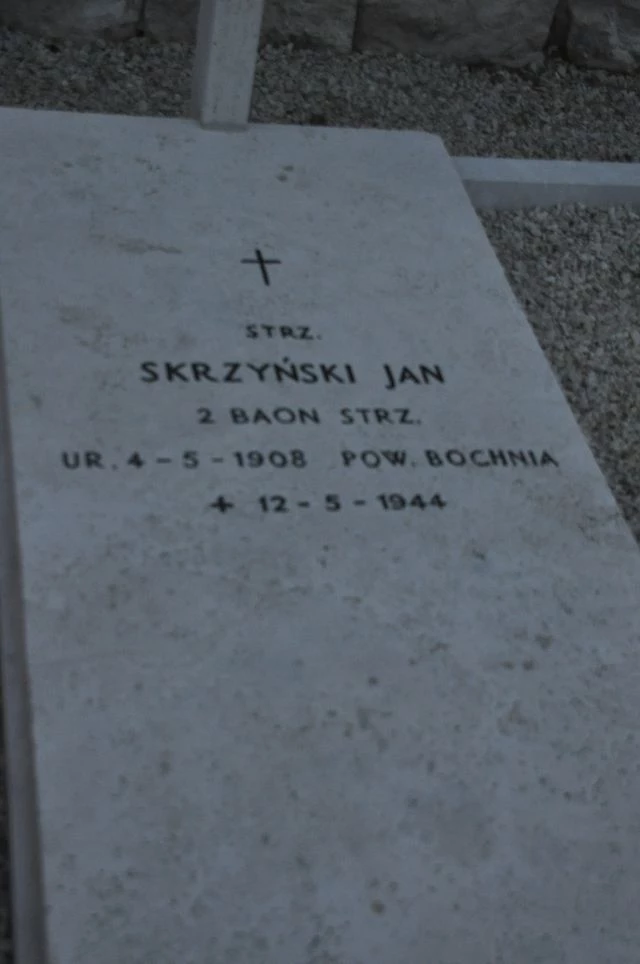 STRZ.
SKRZYŃSKI JAN
2 BAON STRZ.
UR. 4-5-1908 POW. BOCHNIA
+ 12-5-1944